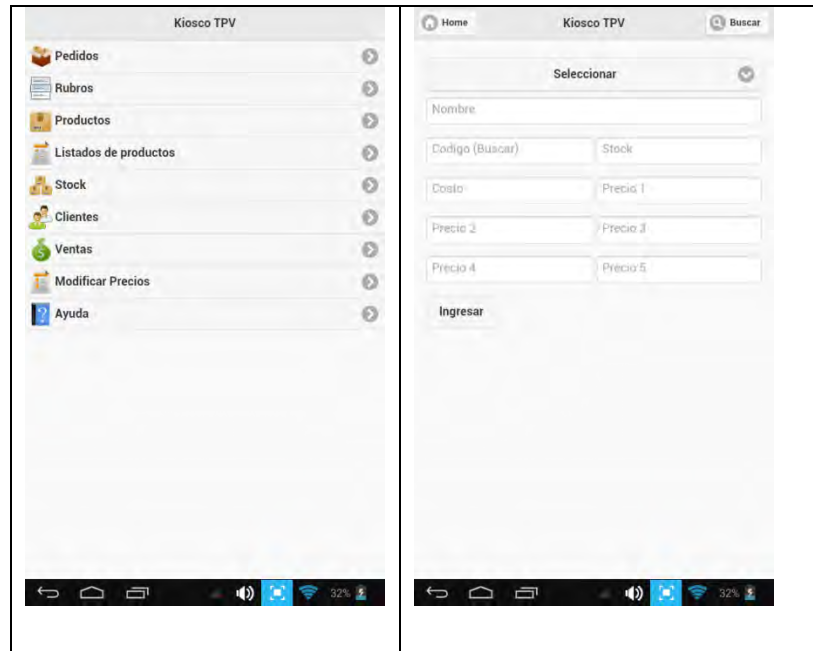 Kiosco TPV
Pedidos
Rubros
Productos
Listados de productos
Stock
Clientes
Ventas
Modificar Precios
Ayuda
32%
Home Kiosco TPV Buscar
Seleccionar
Nombre
Codigo (Buscar) Stock
Costo Precio 1
Precio 2 Precio 3
Precio 4 Precio 5
Ingresar
32%